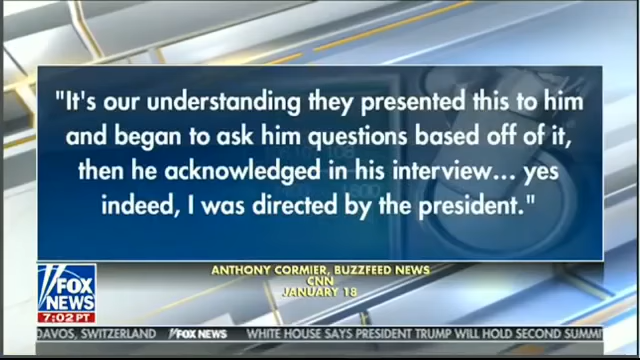 "It's our understanding they presented this to him
and began to ask him questions based off of it,
then he acknowledged in his interview... yes
indeed, I was directed by the president."
ANTHONY CORMIER, BUZZFEED NEWS
CNN
JANUARY 18
FOX
NEWS
7:02 PT
DAVOS, SWITZERLAND FOX NEWS WHITE HOUSE SAYS PRESIDENT TRUMP WILL HOLD SECOND SUMMI